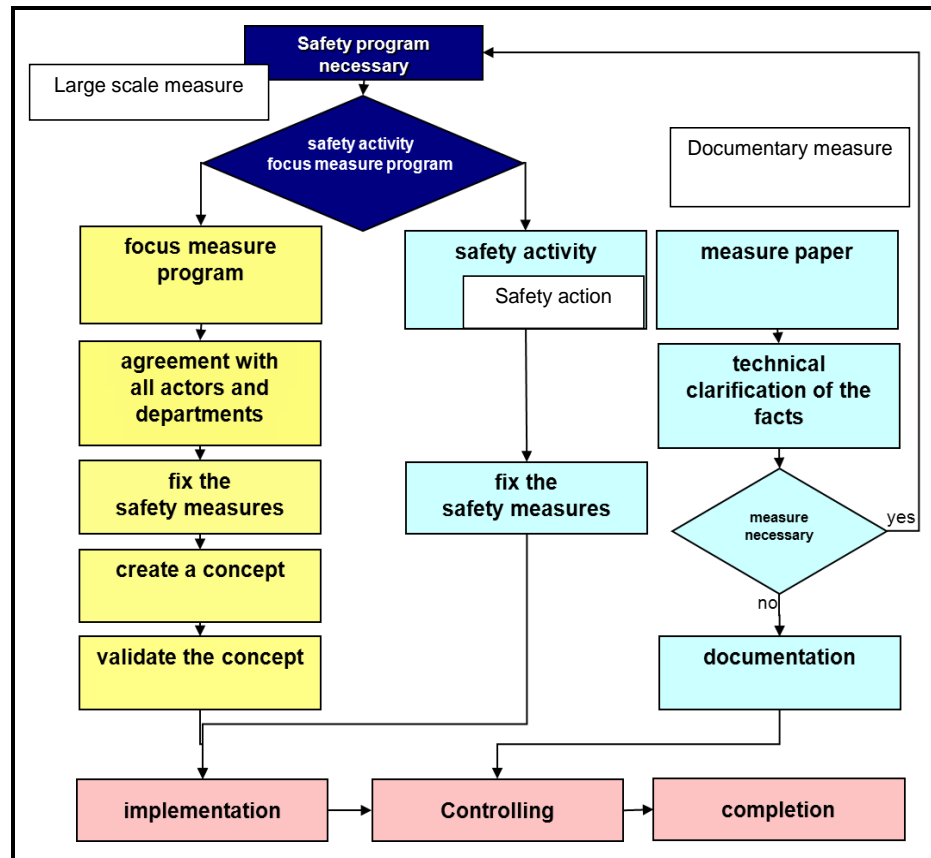 Safety program
necessary
Large scale measure
safety activity
focus measure program
Documentary measure
focus measure
program
safety activity
Safety action
measure paper
agreement with
all actors and
departments
technical
clarification of the
facts
fix the
safety measures
fix the
safety measures
measure
necessary
yes
create a concept
no
validate the concept
documentation
implementation
Controlling
completion